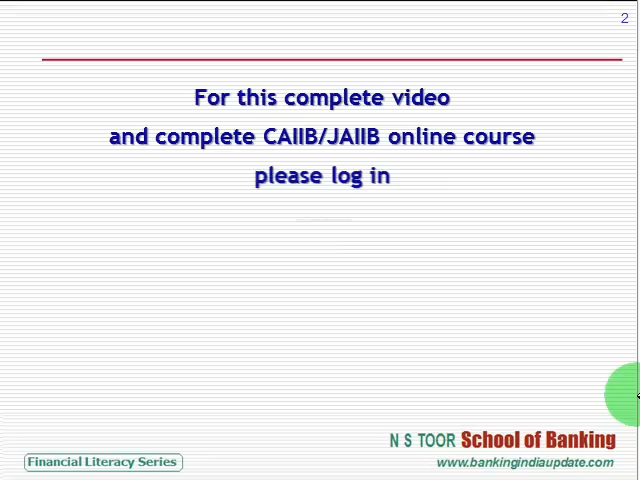 2
For this complete video
and complete CAIIB/JAIIB online course
please log in
N S TOOR School of Banking
Financial Literacy Series
www.bankingindiaupdate.com